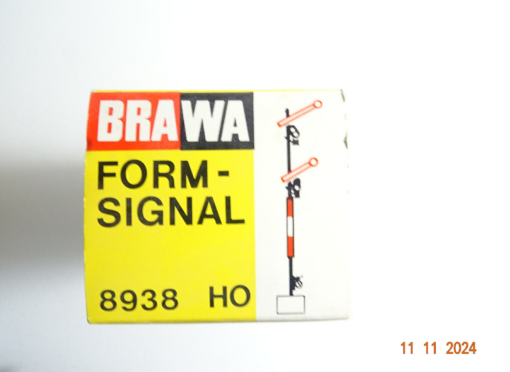 BRAWA
FORM-
SIGNAL
8938 HO
11 11 2024